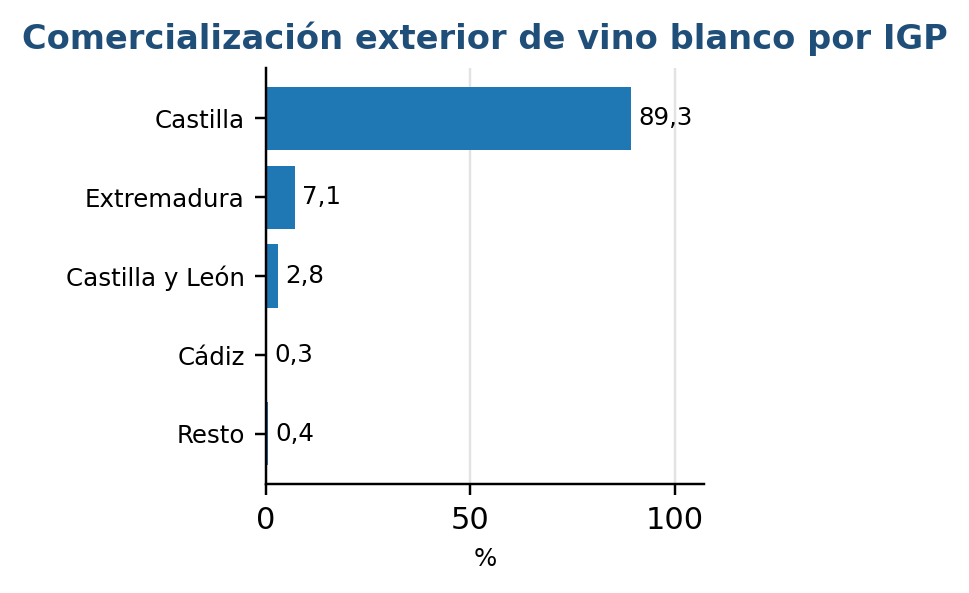 Comercialización exterior de vino blanco por IGP
Castilla 89,3
Extremadura 7,1
Castilla y León 2,8
Cádiz 0,3
Resto 0,4
0 50 100
%